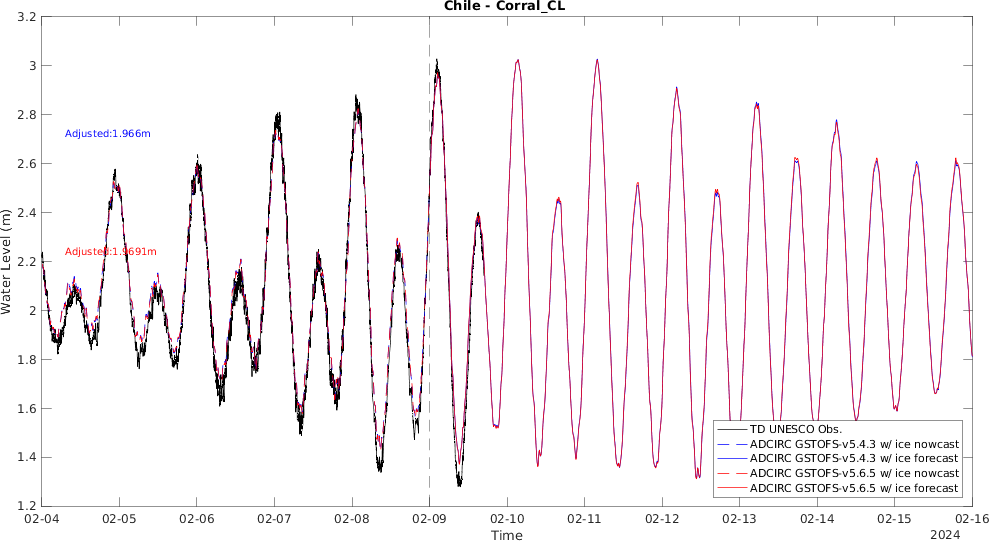 Chile - Corral_CL
3.2
3
2.8
2.6
2.4
2.2
2
1.8
1.6
1.4
1.2
Water Level (m)
Adjusted:1.966m
Adjusted:1.9691m
TD UNESCO Obs.
ADCIRC GSTOFS-v5.4.3 w/ ice nowcast
ADCIRC GSTOFS-v5.4.3 w/ ice forecast
ADCIRC GSTOFS-v5.6.5 w/ ice nowcast
ADCIRC GSTOFS-v5.6.5 w/ ice forecast
02-04 02-05 02-06 02-07 02-08 02-09 02-10 02-11 02-12 02-13 02-14 02-15 02-16
Time
2024